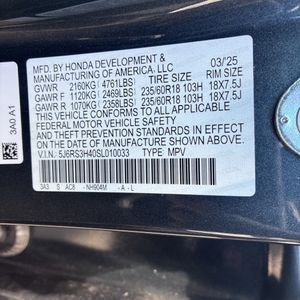 MFD. BY HONDA DEVELOPMENT &
MANUFACTURING OF AMERICA, LLC 03/25
GVWR 2160KG (4761LBS) TIRE SIZE RIM SIZE
GAWR F 1120KG (2469LBS) 235/60R18 103H 18X7.5J
GAWR R 1070KG (2358LBS) 235/60R18 103H 18X7.5J
THIS VEHICLE CONFORMS TO ALL APPLICABLE
FEDERAL MOTOR VEHICLE SAFETY AND
THEFT PREVENTION STANDARDS IN EFFECT ON
THE DATE OF MANUFACTURE SHOWN ABOVE.
V.I.N. 5J6RS3H40SL010033 TYPE: MPV
3A3 S AC8 - NH904M - A - L
3A0 A1